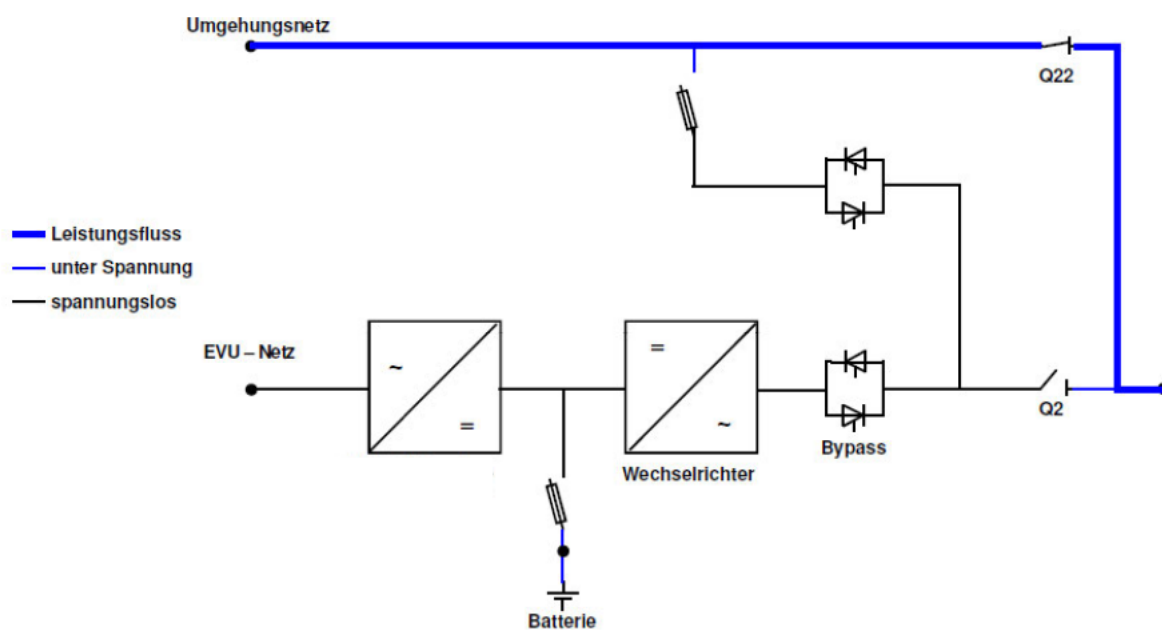 Umgehungsnetz
Q22
Leistungsfluss
unter Spannung
spannungslos
EVU – Netz
~
=
=
~
Q2
Bypass
Wechselrichter
Batterie